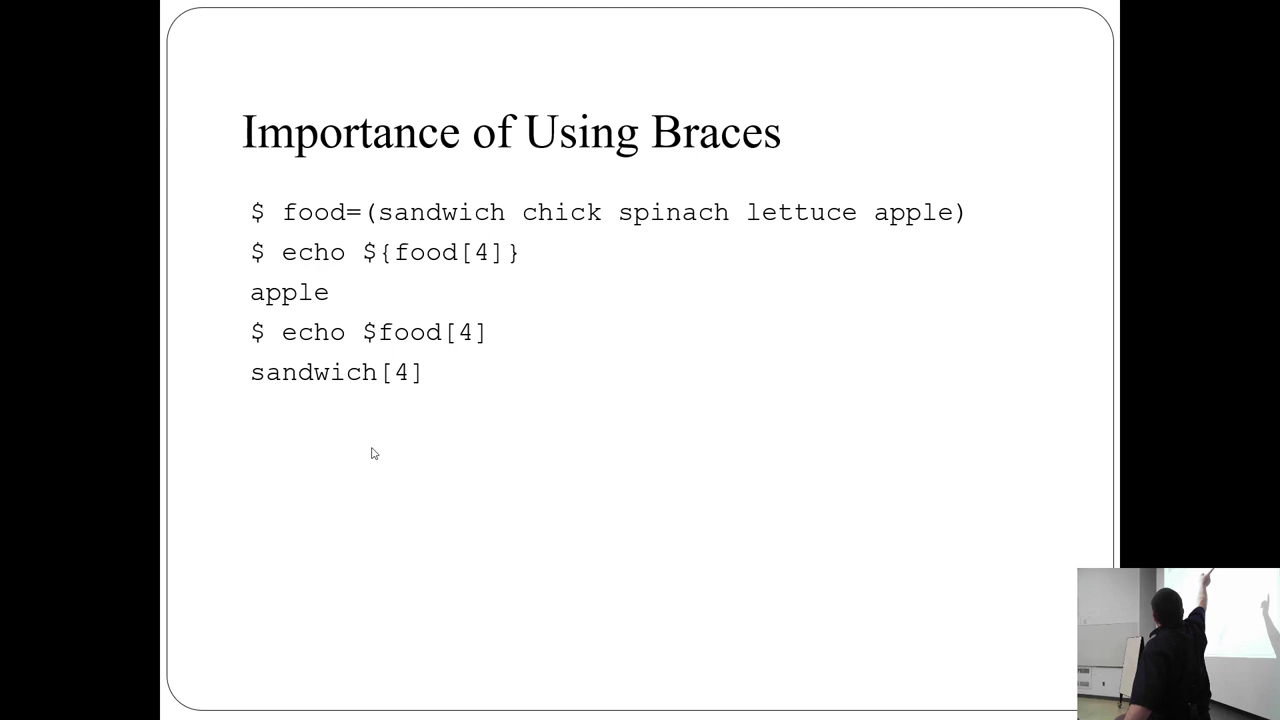 Importance of Using Braces
$ food=(sandwich chick spinach lettuce apple)
$ echo ${food[4]}
apple
$ echo $food[4]
sandwich[4]